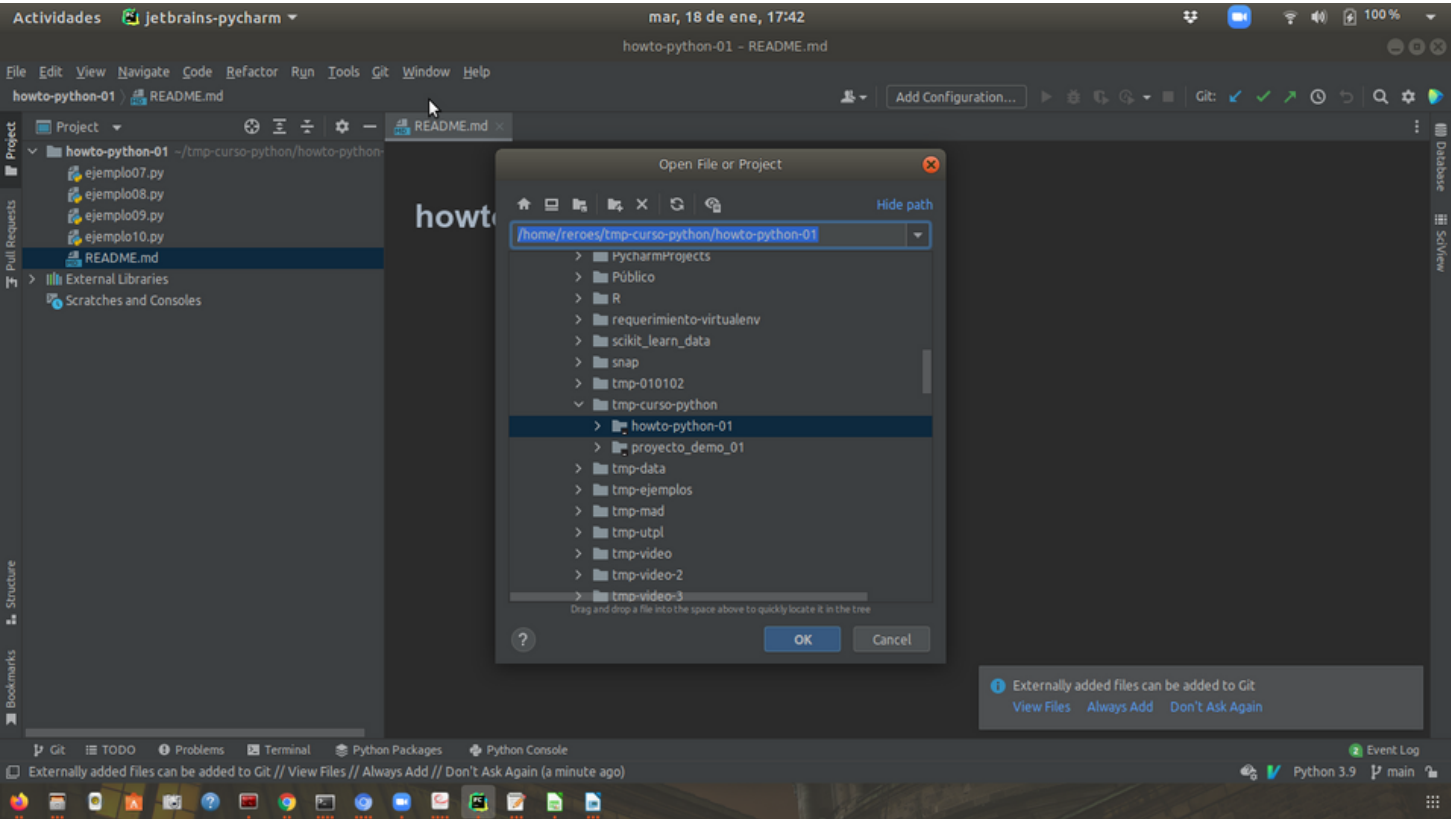 Actividades jetbrains-pycharm mar, 18 de ene, 17:42 100 %
howto-python-01 – README.md
File Edit View Navigate Code Refactor Run Tools Git Window Help
howto-python-01 README.md Add Configuration... Git:
Project README.md
howto-python-01 ~/tmp-curso-python/howto-python-
ejemplo07.py
ejemplo08.py
ejemplo09.py
ejemplo10.py
README.md
External Libraries
Scratches and Consoles
Project
Pull Requests
Structure
Bookmarks
howto
Open File or Project
Hide path
/home/reroes/tmp-curso-python/howto-python-01
PycharmProjects
Público
R
requerimiento-virtualenv
scikit_learn_data
snap
tmp-010102
tmp-curso-python
howto-python-01
proyecto_demo_01
tmp-data
tmp-ejemplos
tmp-mad
tmp-utpl
tmp-video
tmp-video-2
tmp-video-3
Drag and drop a file into the space above to quickly locate it in the tree
? OK Cancel
Database
SciView
Externally added files can be added to Git
View Files Always Add Don't Ask Again
Git TODO Problems Terminal Python Packages Python Console 2 Event Log
Externally added files can be added to Git // View Files // Always Add // Don't Ask Again (a minute ago) Python 3.9 main